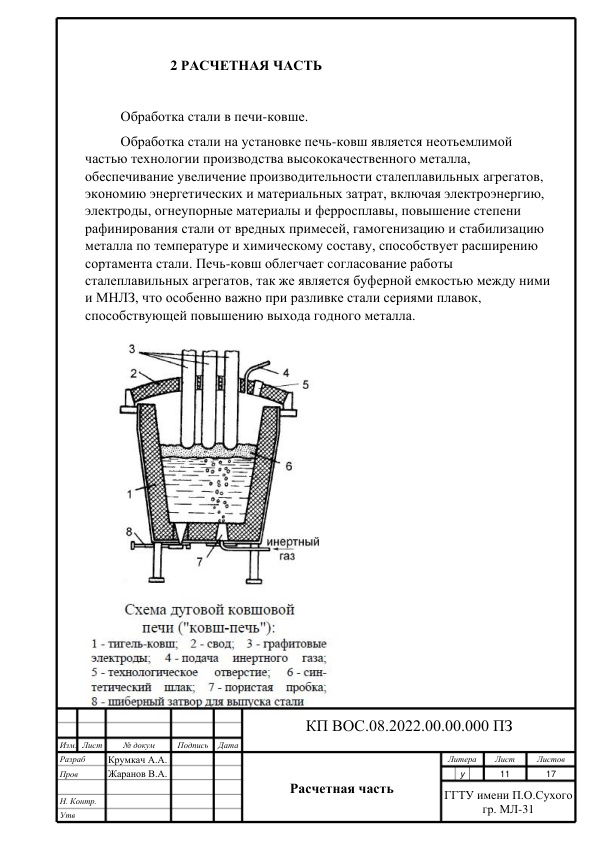 2 РАСЧЕТНАЯ ЧАСТЬ
Обработка стали в печи-ковше.
Обработка стали на установке печь-ковш является неотьемлимой
частью технологии производства высококачественного металла,
обеспечивание увеличение производительности сталеплавильных агрегатов,
экономию энергетических и материальных затрат, включая электроэнергию,
электроды, огнеупорные материалы и ферросплавы, повышение степени
рафинирования стали от вредных примесей, гамогенизацию и стабилизацию
металла по температуре и химическому составу, способствует расширению
сортамента стали. Печь-ковш облегчает согласование работы
сталеплавильных агрегатов, так же является буферной емкостью между ними
и МНЛЗ, что особенно важно при разливке стали сериями плавок,
способствующей повышению выхода годного металла.
3
2
4
5
6
1
8
7
инертный
газ
Схема дуговой ковшовой
печи ("ковш-печь"):
1 - тигель-ковш; 2 - свод; 3 - графитовые
электроды; 4 - подача инертного газа;
5 - технологическое отверстие; 6 - син-
тетический шлак; 7 - пористая пробка;
8 - шиберный затвор для выпуска стали
КП ВОС.08.2022.00.00.000 ПЗ
Изм. Лист № докум Подпись Дата
Разраб Крумкач А.А.
Пров Жаранов В.А.
Н. Контр.
Утв
Расчетная часть
Литера Лист Листов
у 11 17
ГГТУ имени П.О.Сухого
гр. МЛ-31